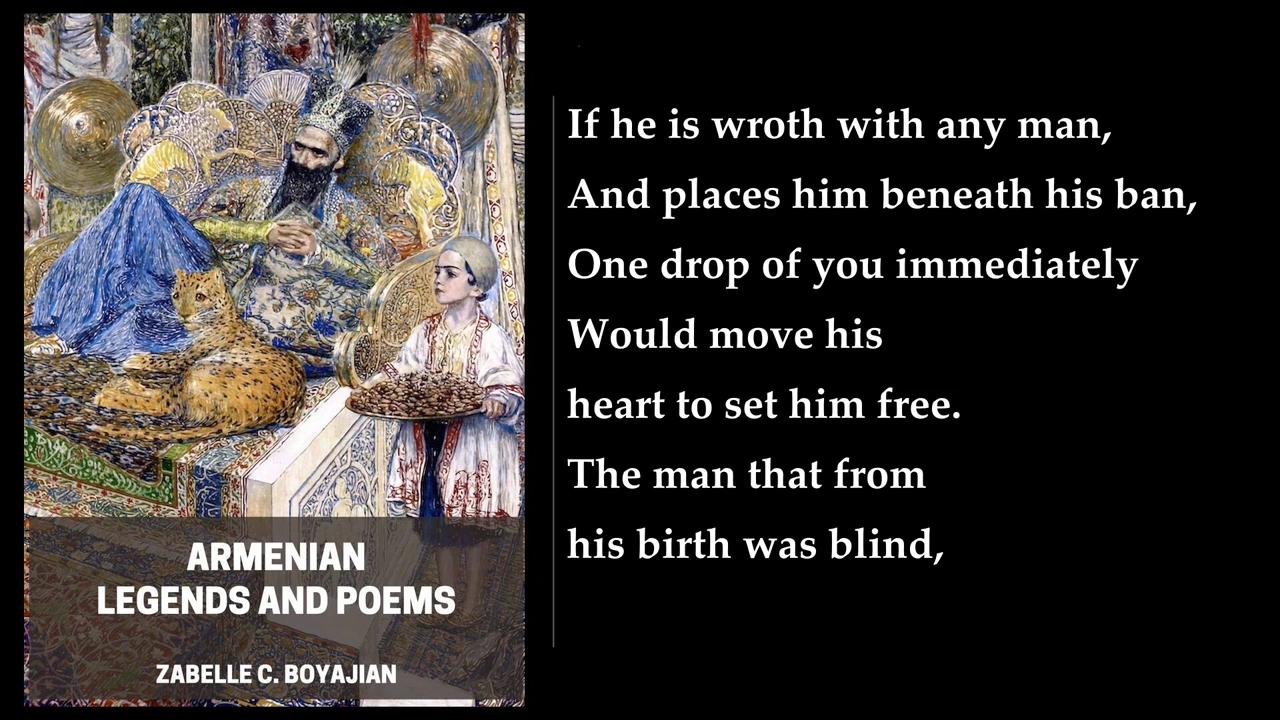 ARMENIAN
LEGENDS AND POEMS
ZABELLE C. BOYAJIAN
If he is wroth with any man,
And places him beneath his ban,
One drop of you immediately
Would move his
heart to set him free.
The man that from
his birth was blind,